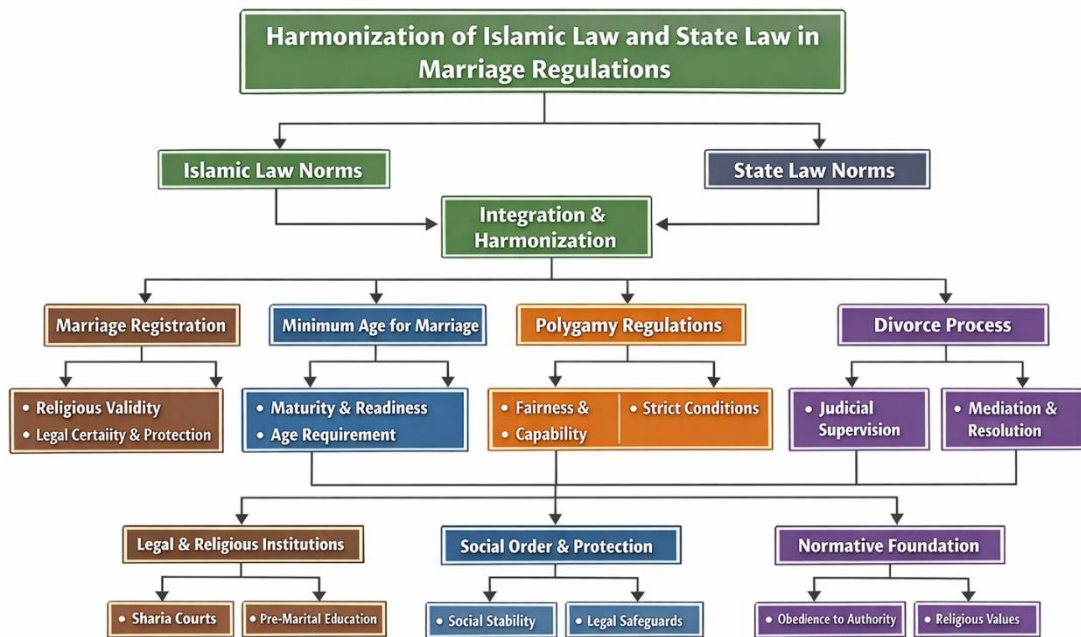 Harmonization of Islamic Law and State Law in
Marriage Regulations
Islamic Law Norms
State Law Norms
Integration &
Harmonization
Marriage Registration
Minimum Age for Marriage
Polygamy Regulations
Divorce Process
• Religious Validity
• Legal Certaiity & Protection
• Maturity & Readiness
• Age Requirement
• Fairness &
• Capability
• Strict Conditions
• Judicial
Supervision
• Mediation &
Resolution
Legal & Religious Institutions
Social Order & Protection
Normative Foundation
• Sharia Courts
• Pre-Marital Education
• Social Stability
• Legal Safeguards
• Obedience to Authority
• Religious Values